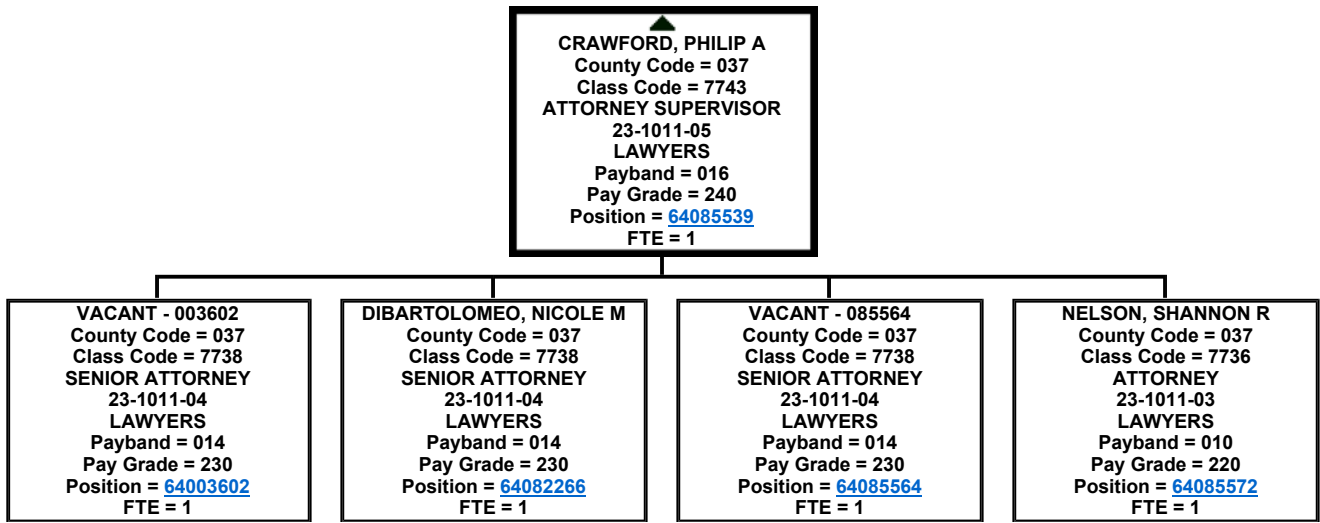 CRAWFORD, PHILIP A
County Code = 037
Class Code = 7743
ATTORNEY SUPERVISOR
23-1011-05
LAWYERS
Payband = 016
Pay Grade = 240
Position = 64085539
FTE = 1
VACANT - 003602
County Code = 037
Class Code = 7738
SENIOR ATTORNEY
23-1011-04
LAWYERS
Payband = 014
Pay Grade = 230
Position = 64003602
FTE = 1
DIBARTOLOMEO, NICOLE M
County Code = 037
Class Code = 7738
SENIOR ATTORNEY
23-1011-04
LAWYERS
Payband = 014
Pay Grade = 230
Position = 64082266
FTE = 1
VACANT - 085564
County Code = 037
Class Code = 7738
SENIOR ATTORNEY
23-1011-04
LAWYERS
Payband = 014
Pay Grade = 230
Position = 64085564
FTE = 1
NELSON, SHANNON R
County Code = 037
Class Code = 7736
ATTORNEY
23-1011-03
LAWYERS
Payband = 010
Pay Grade = 220
Position = 64085572
FTE = 1